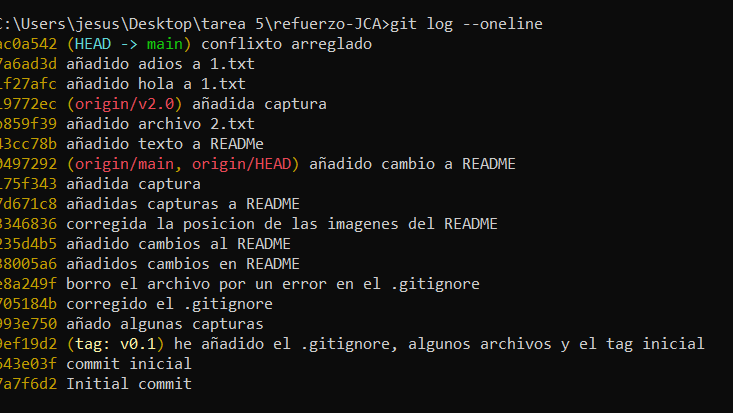 C:\Users\jesus\Desktop\tarea 5\refuerzo-JCA>git log --oneline
ac0a542 (HEAD -> main) conflixto arreglado
7a6ad3d añadido adios a 1.txt
1f27afc añadido hola a 1.txt
19772ec (origin/v2.0) añadida captura
b859f39 añadido archivo 2.txt
43cc78b añadido texto a READMe
0497292 (origin/main, origin/HEAD) añadido cambio a README
175f343 añadida captura
7d671c8 añadidas capturas a README
3346836 corregida la posicion de las imagenes del README
235d4b5 añadido cambios al README
38005a6 añadidos cambios en README
e8a249f borro el archivo por un error en el .gitignore
705184b corregido el .gitignore
993e750 añado algunas capturas
9ef19d2 (tag: v0.1) he añadido el .gitignore, algunos archivos y el tag inicial
643e03f commit inicial
7a7f6d2 Initial commit